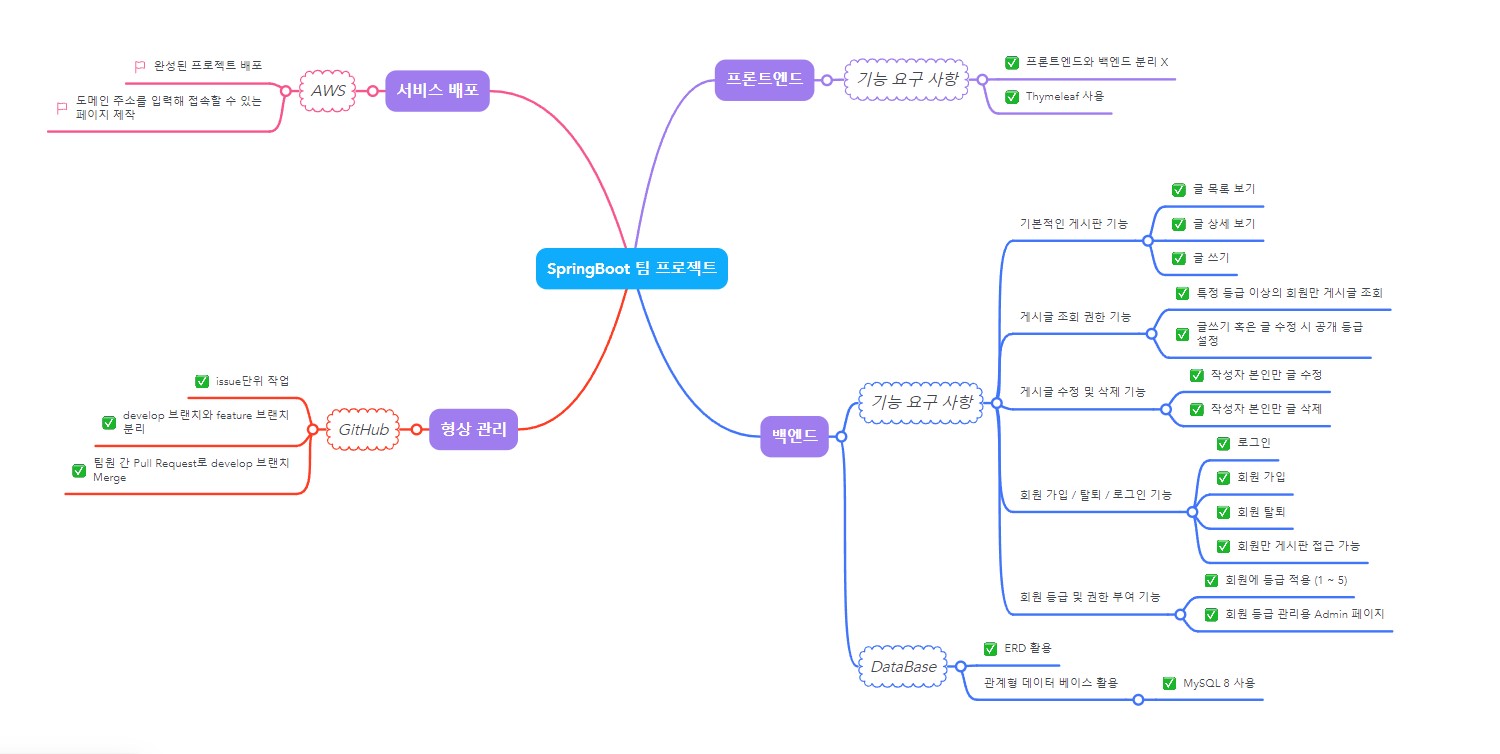 SpringBoot 팀 프로젝트
서비스 배포
AWS
완성된 프로젝트 배포
도메인 주소를 입력해 접속할 수 있는
페이지 제작
형상 관리
GitHub
issue단위 작업
develop 브랜치와 feature 브랜치
분리
팀원 간 Pull Request로 develop 브랜치
Merge
프론트엔드
기능 요구 사항
프론트엔드와 백엔드 분리 X
Thymeleaf 사용
백엔드
기능 요구 사항
기본적인 게시판 기능
글 목록 보기
글 상세 보기
글 쓰기
게시글 조회 권한 기능
특정 등급 이상의 회원만 게시글 조회
글쓰기 혹은 글 수정 시 공개 등급
설정
게시글 수정 및 삭제 기능
작성자 본인만 글 수정
작성자 본인만 글 삭제
회원 가입 / 탈퇴 / 로그인 기능
로그인
회원 가입
회원 탈퇴
회원만 게시판 접근 가능
회원 등급 및 권한 부여 기능
회원에 등급 적용 (1 ~ 5)
회원 등급 관리용 Admin 페이지
DataBase
ERD 활용
관계형 데이터 베이스 활용
MySQL 8 사용